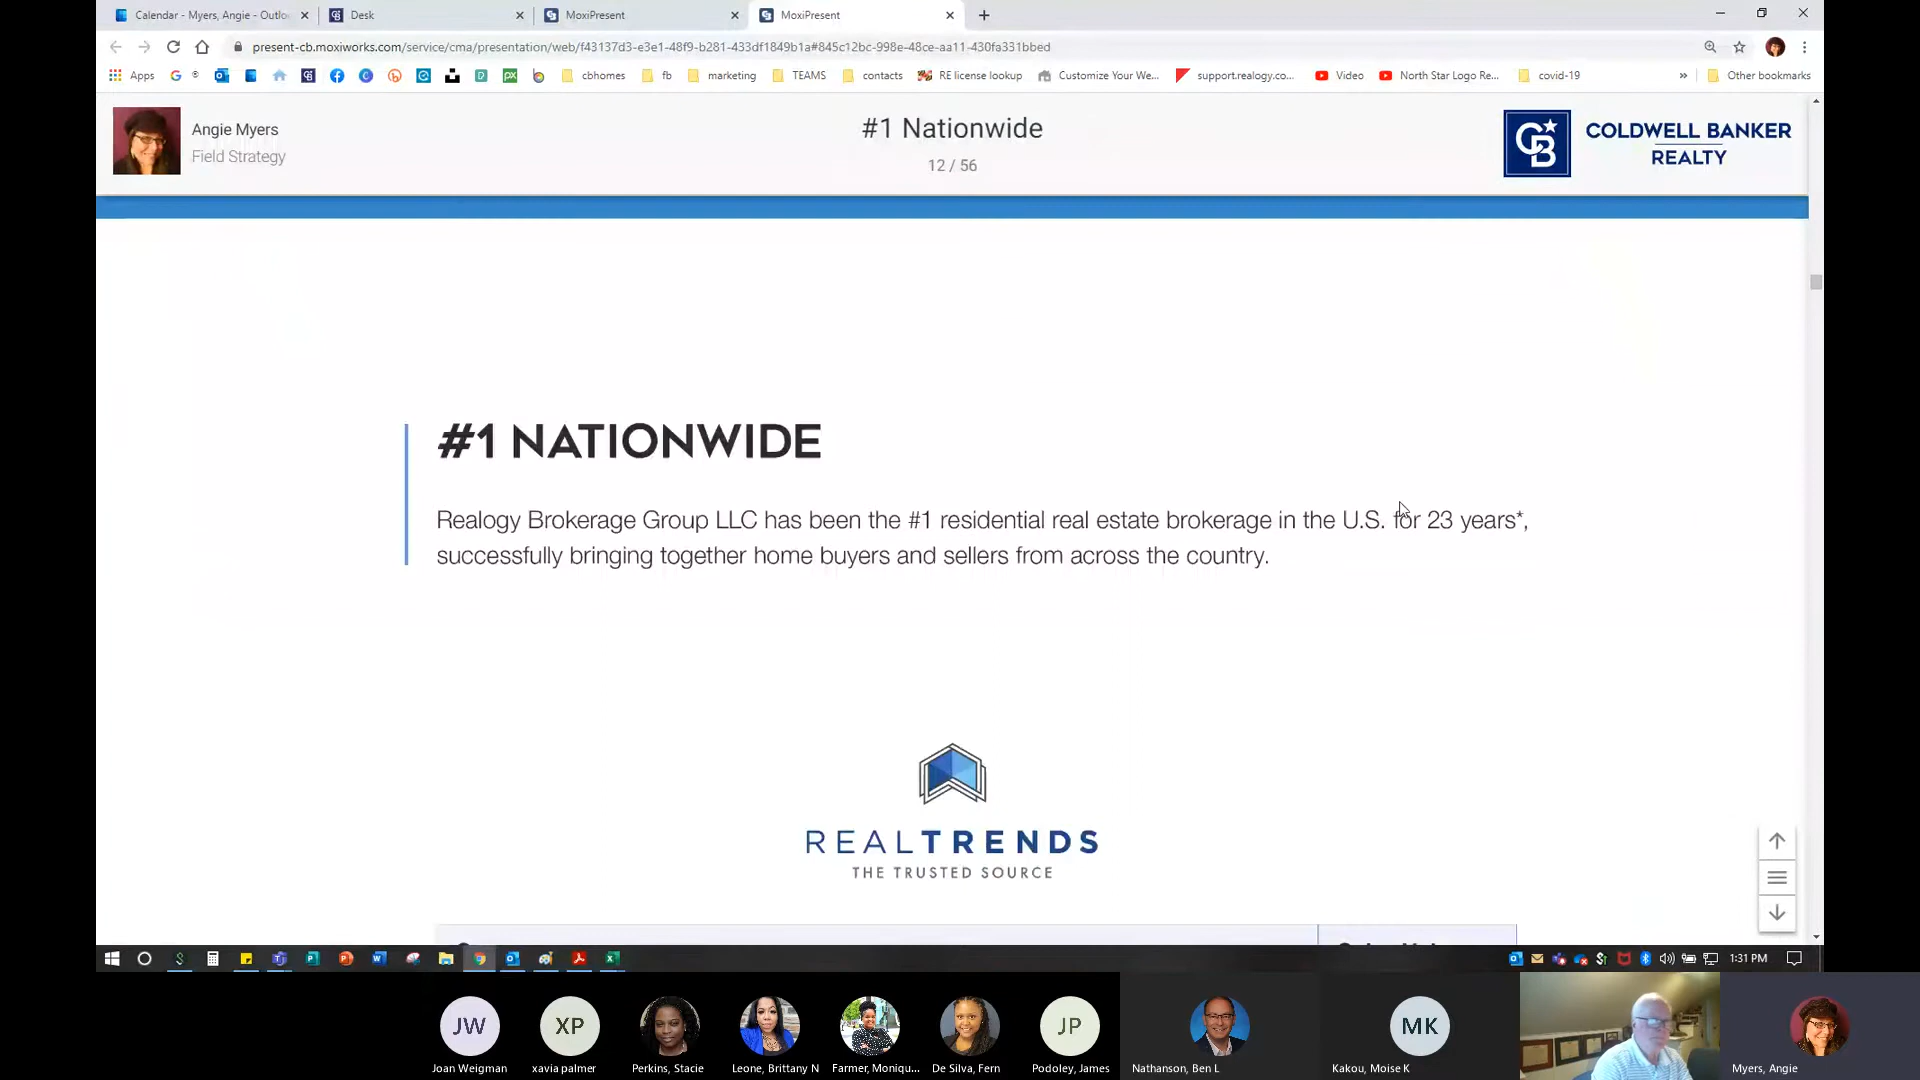 Calendar - Myers, Angie - Outlo
Desk
MoxiPresent
MoxiPresent
present-cb.moxiworks.com/service/cma/presentation/web/f43137d3-e3e1-48f9-b281-433df1849b1a#845c12bc-998e-48ce-aa11-430fa331bbed
Apps
cbhomes
fb
marketing
TEAMS
contacts
RE license lookup
Customize Your We...
support.realogy.co...
Video
North Star Logo Re...
covid-19
»
Other bookmarks
Angie Myers
Field Strategy
#1 Nationwide
12 / 56
CB
COLDWELL BANKER
REALTY
#1 NATIONWIDE
Realogy Brokerage Group LLC has been the #1 residential real estate brokerage in the U.S. for 23 years*,
successfully bringing together home buyers and sellers from across the country.
REALTRENDS
THE TRUSTED SOURCE
1:31 PM
JW
XP
JP
MK
Joan Weigman
xavia palmer
Perkins, Stacie
Leone, Brittany N
Farmer, Moniqu...
De Silva, Fern
Podoley, James
Nathanson, Ben L
Kakou, Moise K
Myers, Angie